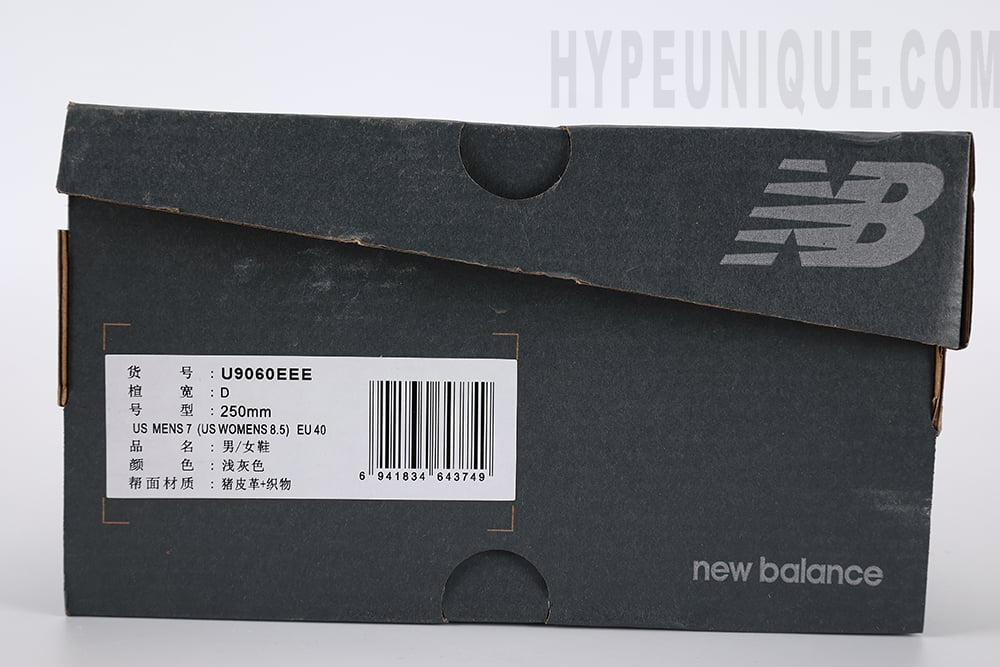 HYPEUNIQUE.COM
NB
货 号 : U9060EEE
楦 宽 : D
号 型 : 250mm
US MENS 7 (US WOMENS 8.5) EU 40
品 名 : 男/女鞋
颜 色 : 浅灰色
帮面材质 : 猪皮革+织物
6 941834 643749
new balance